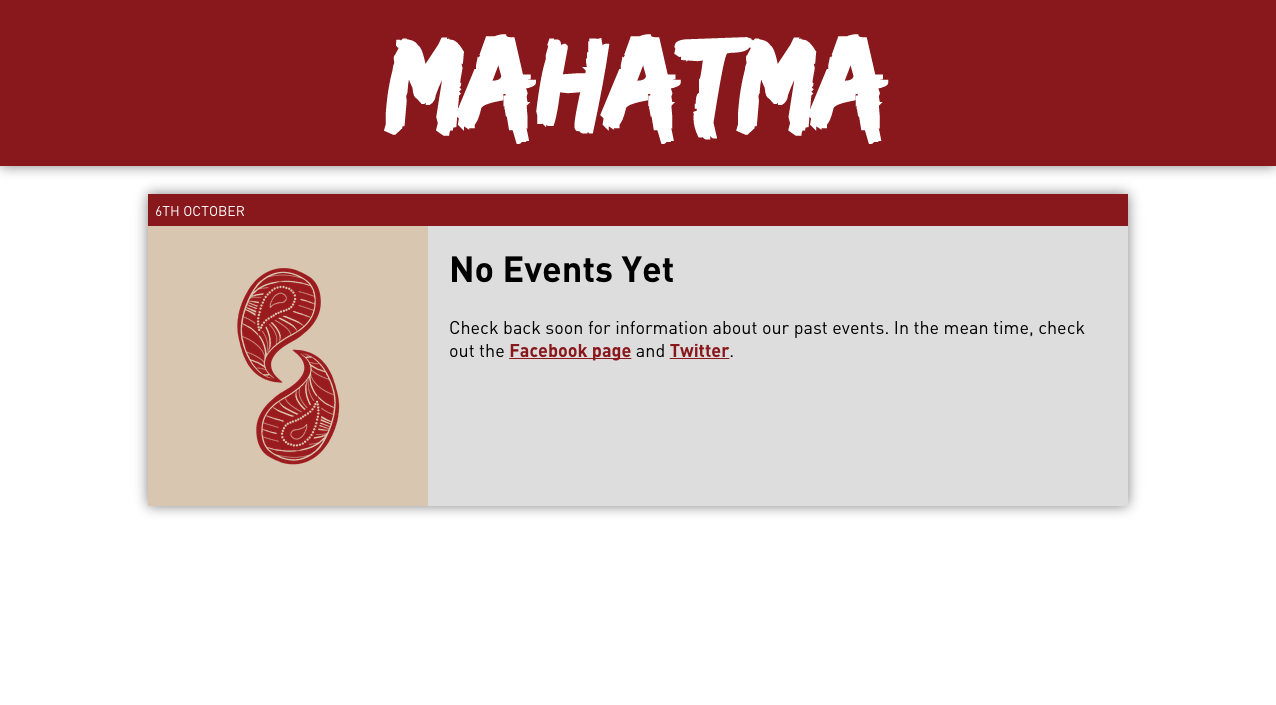 MAHATMA
6TH OCTOBER
No Events Yet
Check back soon for information about our past events. In the mean time, check
out the Facebook page and Twitter.